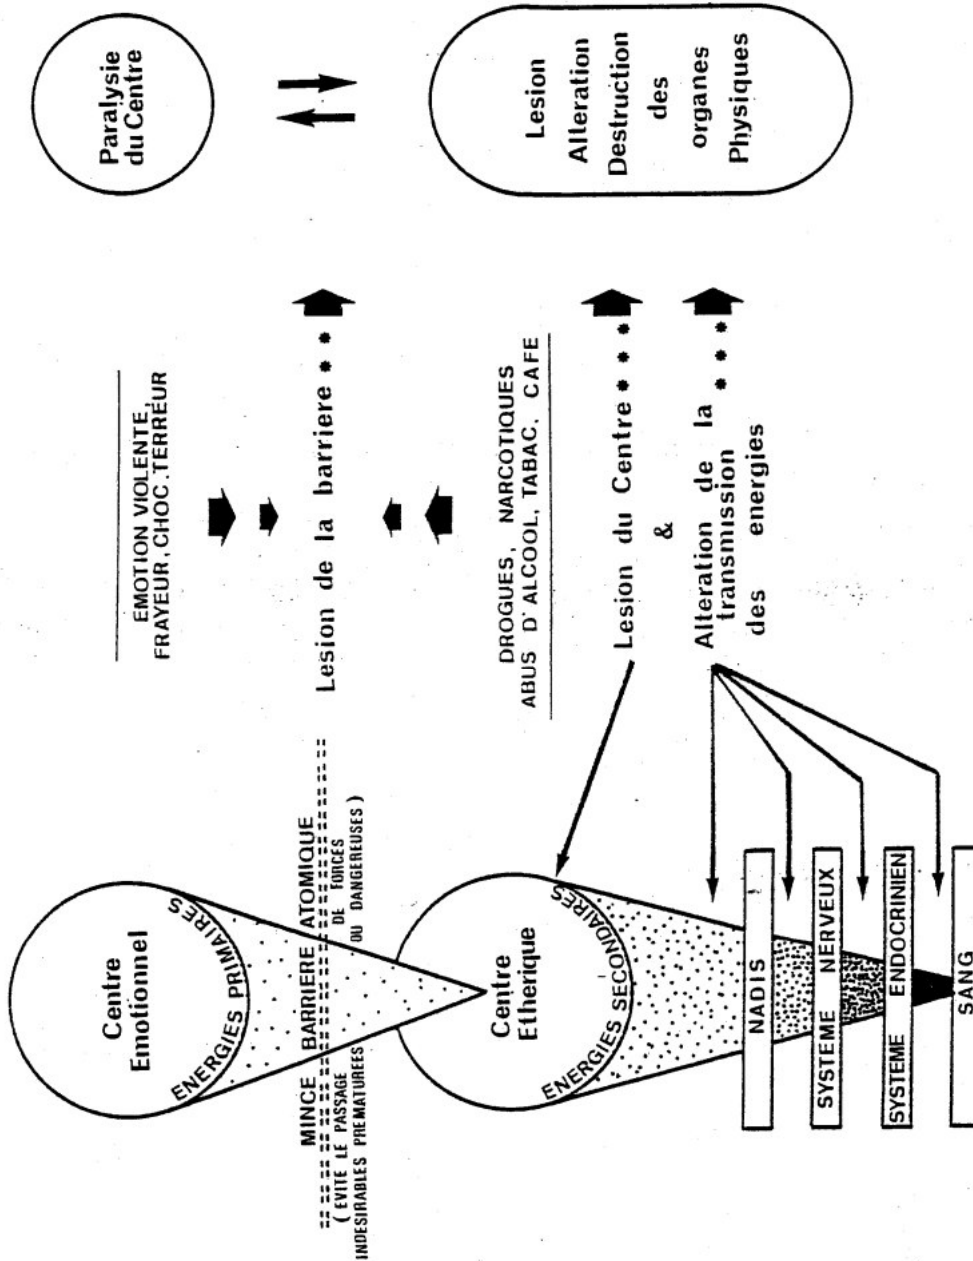 Centre
Emotionnel
ENERGIES PRIMAIRES
MINCE BARRIERE ATOMIQUE
( EVITE LE PASSAGE DE FORCES
INDESIRABLES PREMATUREES OU DANGEREUSES )
Centre
Etherique
ENERGIES SECONDAIRES
NADIS
SYSTEME NERVEUX
SYSTEME ENDOCRINIEN
SANG
EMOTION VIOLENTE,
FRAYEUR, CHOC .TERREUR
Lesion de la barriere
DROGUES, NARCOTIQUES
ABUS D'ALCOOL, TABAC, CAFE
Lesion du Centre
&
Alteration de la
transmission
des energies
Paralysie
du Centre
Lesion
Alteration
Destruction
des
organes
Physiques